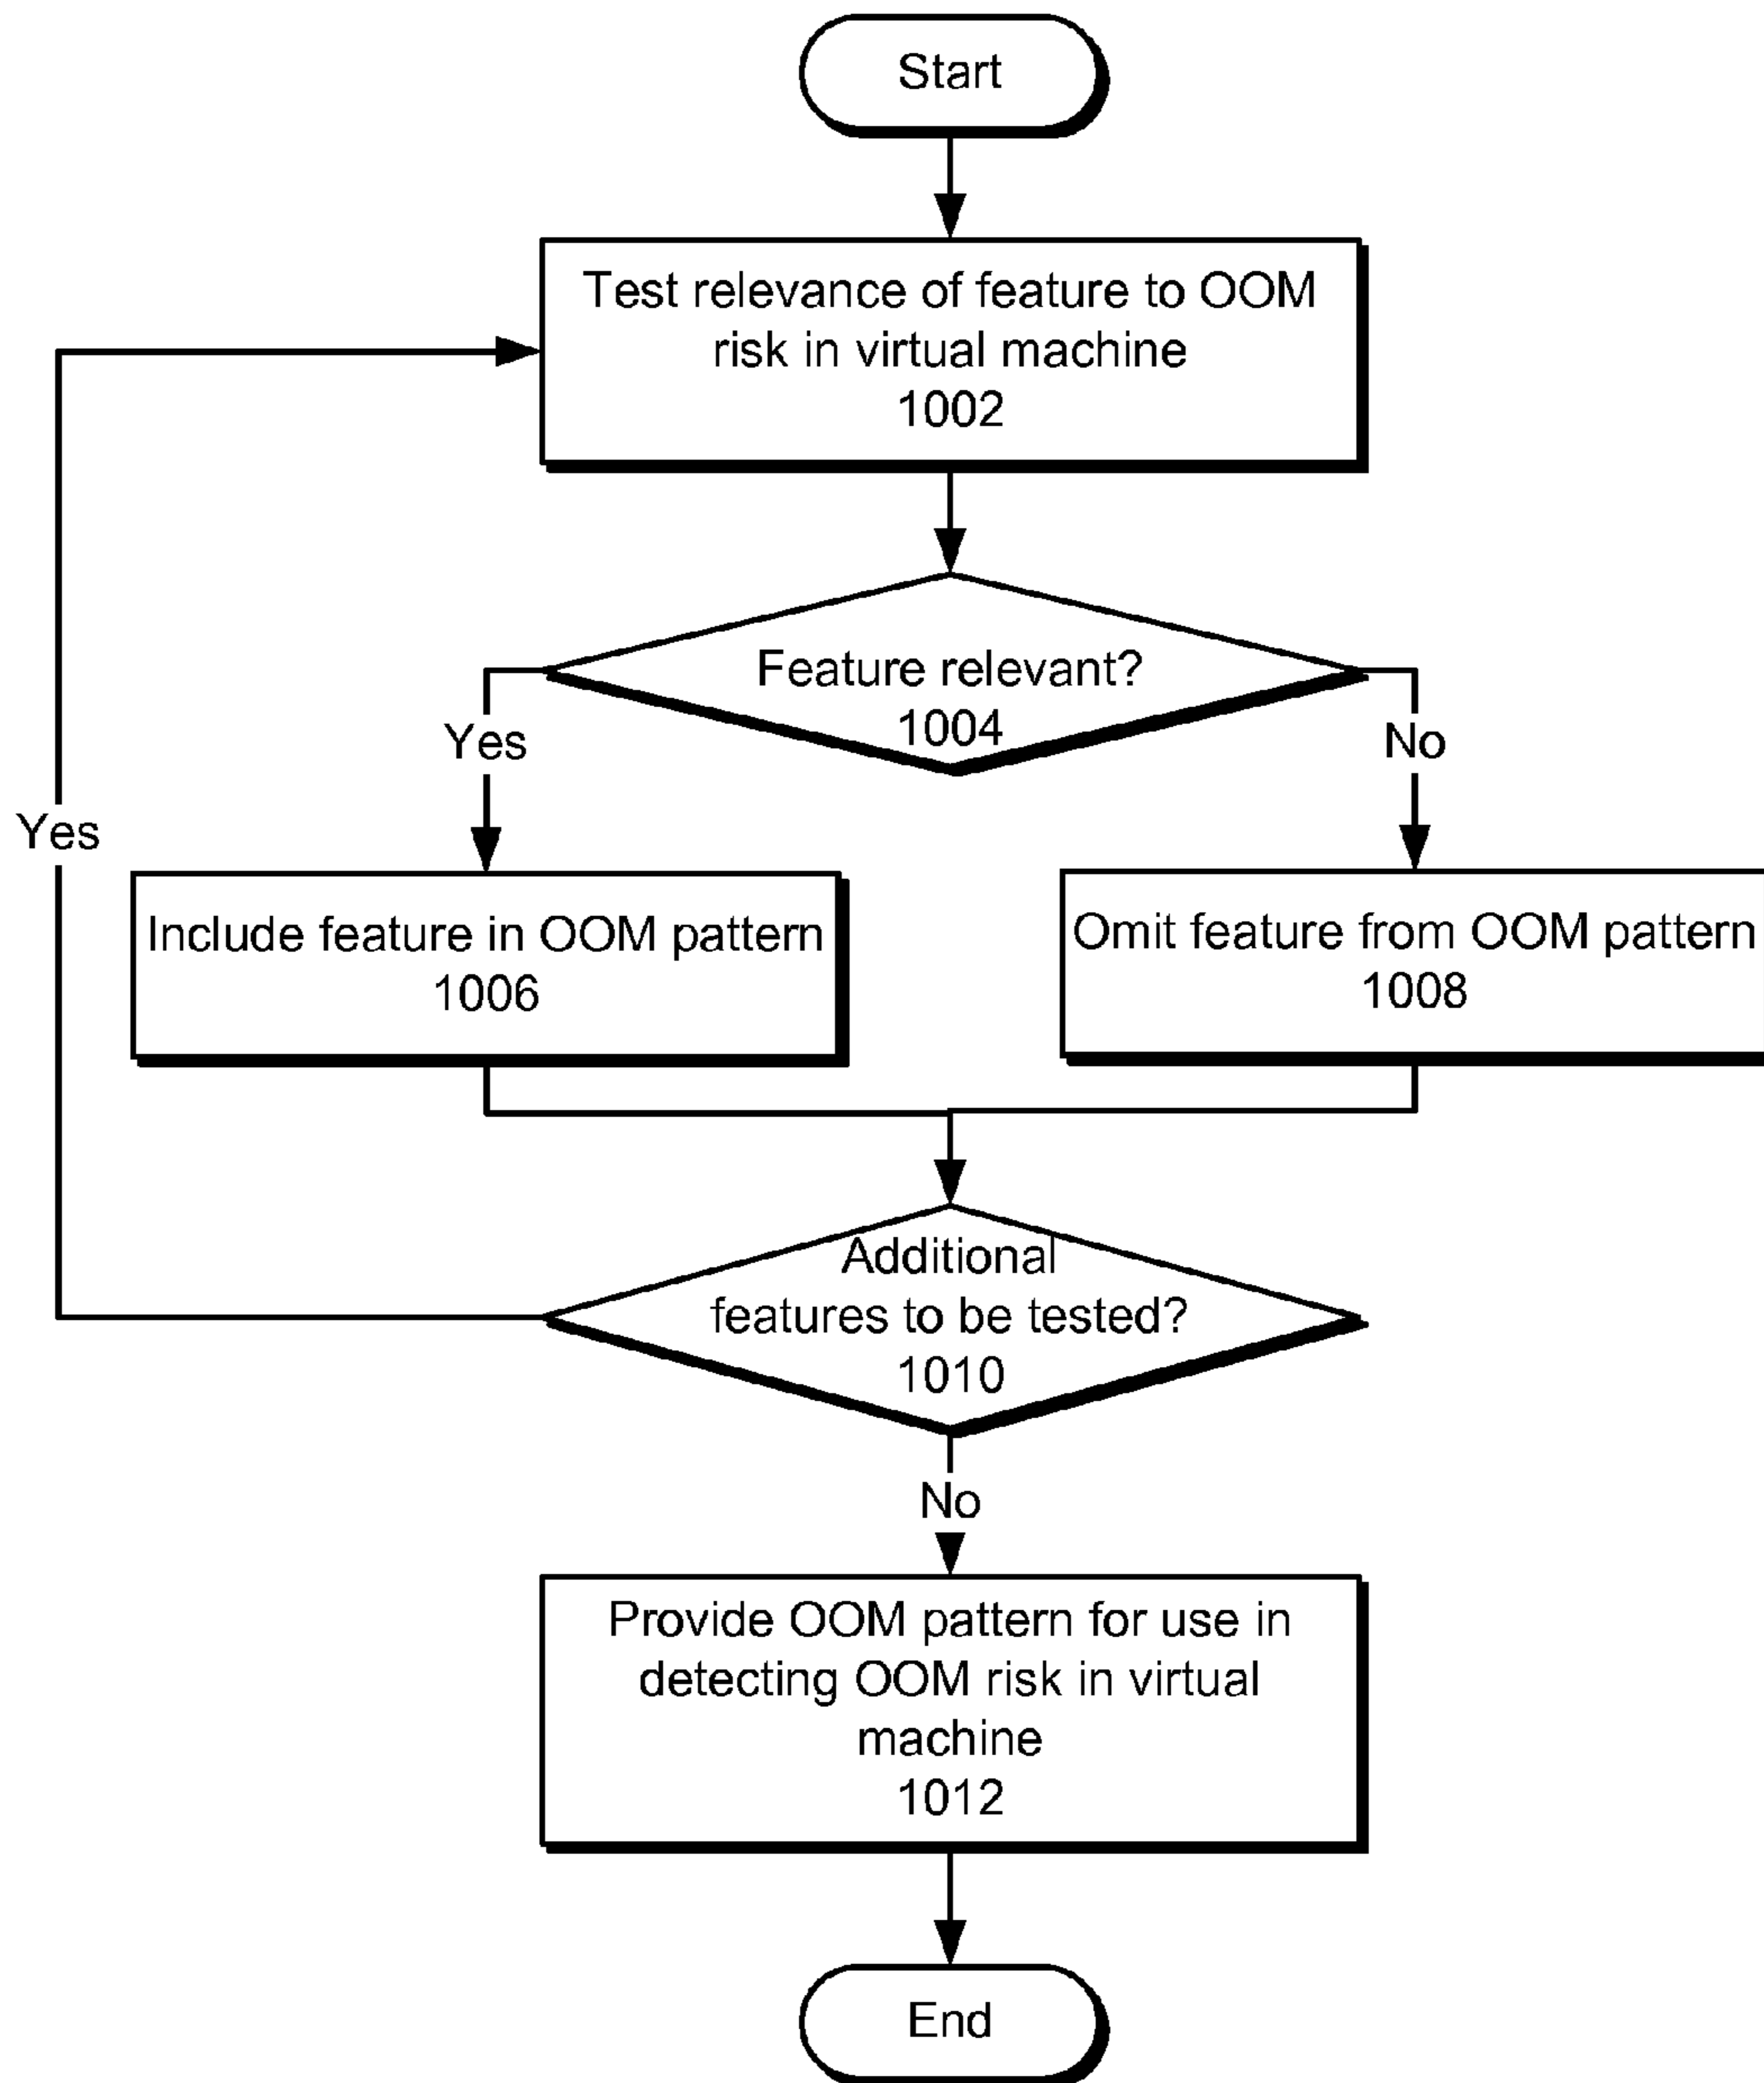 Start
Test relevance of feature to OOM
risk in virtual machine
1002
Feature relevant?
1004
Yes
No
Yes
Include feature in OOM pattern
1006
Omit feature from OOM pattern
1008
Additional
features to be tested?
1010
No
Provide OOM pattern for use in
detecting OOM risk in virtual
machine
1012
End